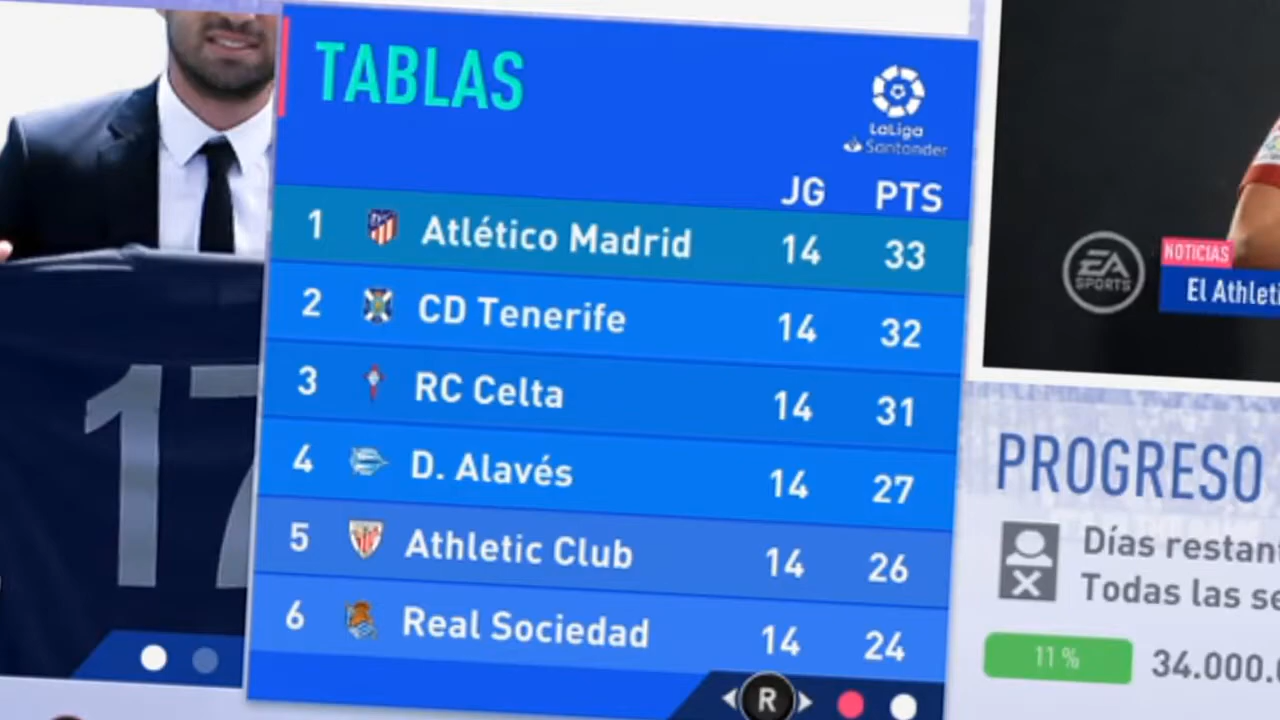 TABLAS
LaLiga
Santander
JG PTS
1 Atlético Madrid 14 33
2 CD Tenerife 14 32
3 RC Celta 14 31
4 D. Alavés 14 27
5 Athletic Club 14 26
6 Real Sociedad 14 24
R
17
EA
SPORTS
NOTICIAS
El Athleti
PROGRESO
Días restant
Todas las se
11 %
34.000.0